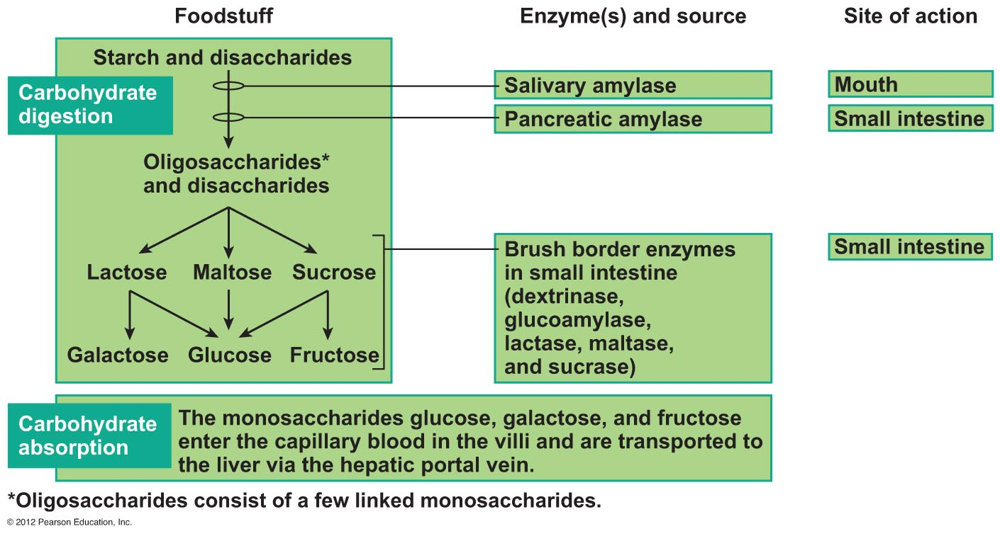 Foodstuff
Enzyme(s) and source
Site of action
Starch and disaccharides
Carbohydrate
digestion
Salivary amylase
Mouth
Pancreatic amylase
Small intestine
Oligosaccharides*
and disaccharides
Lactose
Maltose
Sucrose
Galactose
Glucose
Fructose
Brush border enzymes
in small intestine
(dextrinase,
glucoamylase,
lactase, maltase,
and sucrase)
Small intestine
Carbohydrate
absorption
The monosaccharides glucose, galactose, and fructose
enter the capillary blood in the villi and are transported to
the liver via the hepatic portal vein.
*Oligosaccharides consist of a few linked monosaccharides.
© 2012 Pearson Education, Inc.